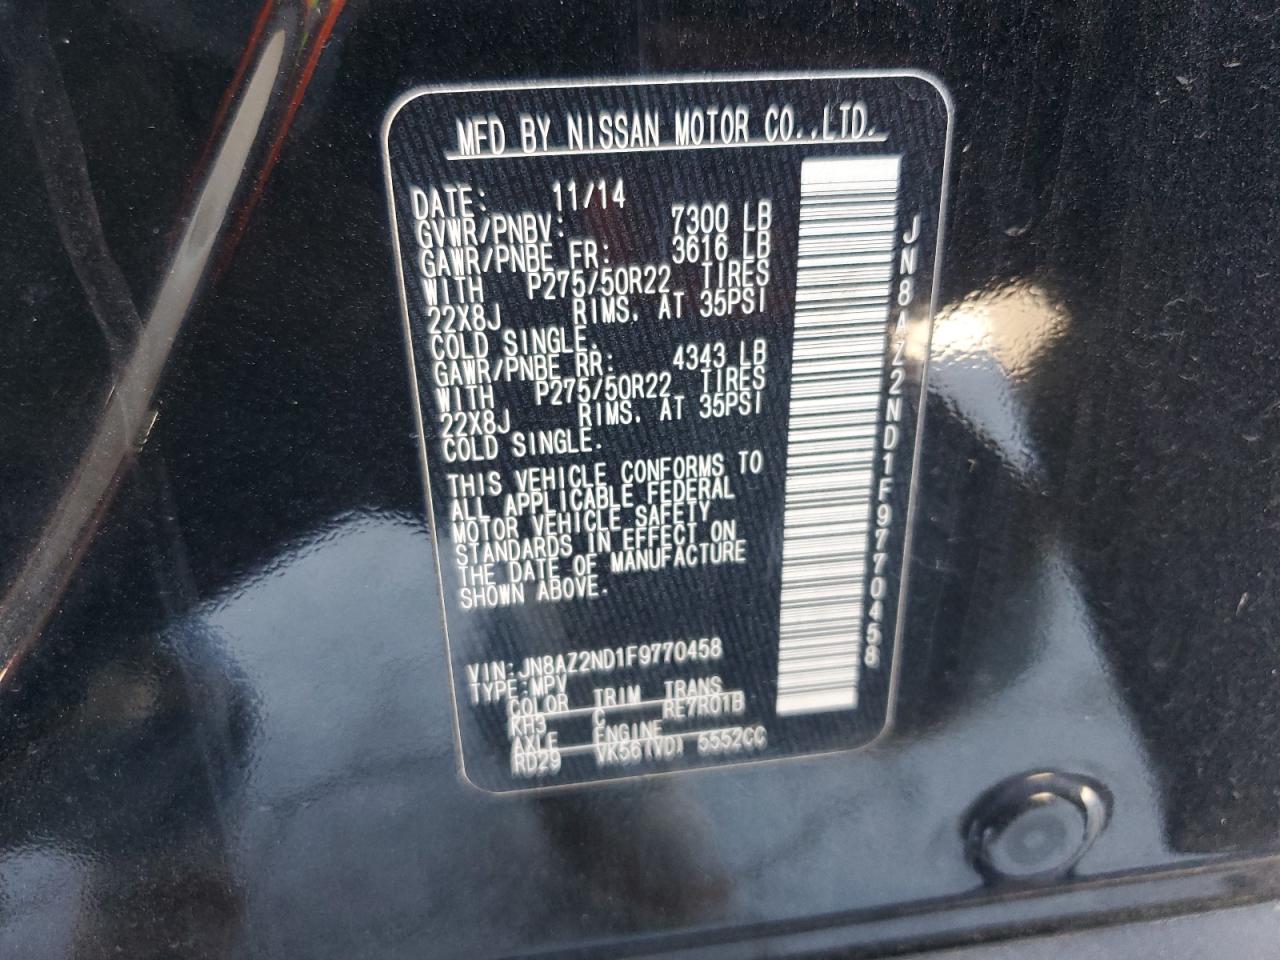 MFD BY NISSAN MOTOR CO.,LTD.
DATE: 11/14
GVWR/PNBV: 7300 LB
GAWR/PNBE FR: 3616 LB
WITH P275/50R22 TIRES
22X8J RIMS, AT 35PSI
COLD SINGLE.
GAWR/PNBE RR: 4343 LB
WITH P275/50R22 TIRES
22X8J RIMS, AT 35PSI
COLD SINGLE.
THIS VEHICLE CONFORMS TO
ALL APPLICABLE FEDERAL
MOTOR VEHICLE SAFETY
STANDARDS IN EFFECT ON
THE DATE OF MANUFACTURE
SHOWN ABOVE.
VIN:JN8AZ2ND1F9770458
TYPE:MPV
COLOR TRIM TRANS
KH3 C RE7R01B
AXLE ENGINE
RD29 VK56(VD) 5552CC
JN8AZ2ND1F9770458